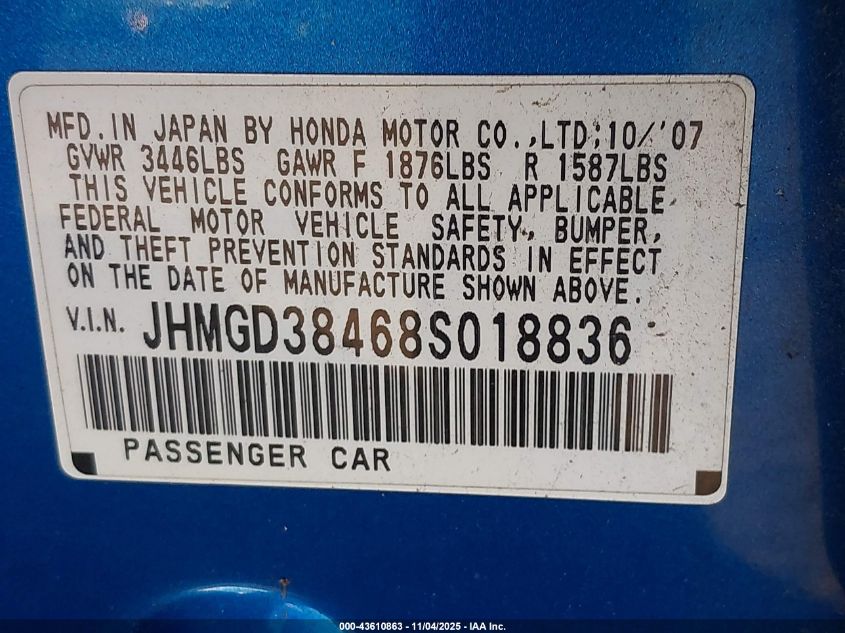 MFD. IN JAPAN BY HONDA MOTOR CO.,LTD; 10/'07
GVWR 3446LBS GAWR F 1876LBS R 1587LBS
THIS VEHICLE CONFORMS TO ALL APPLICABLE
FEDERAL MOTOR VEHICLE SAFETY, BUMPER,
AND THEFT PREVENTION STANDARDS IN EFFECT
ON THE DATE OF MANUFACTURE SHOWN ABOVE.
V.I.N. JHMGD38468S018836
PASSENGER CAR
000-43610863 - 11/04/2025 - IAA Inc.